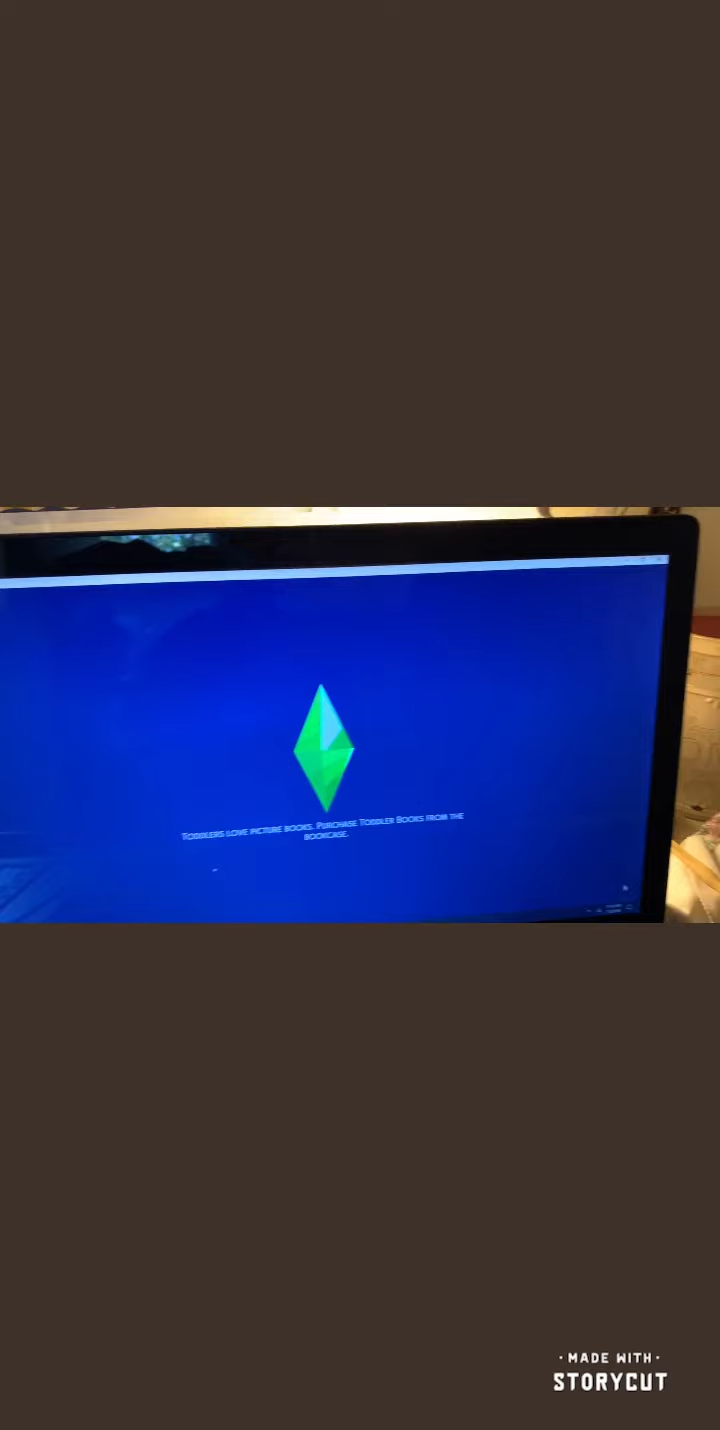 TODDLERS LOVE PICTURE BOOKS. PURCHASE TODDLER BOOKS FROM THE
BOOKCASE.
· MADE WITH ·
STORYCUT